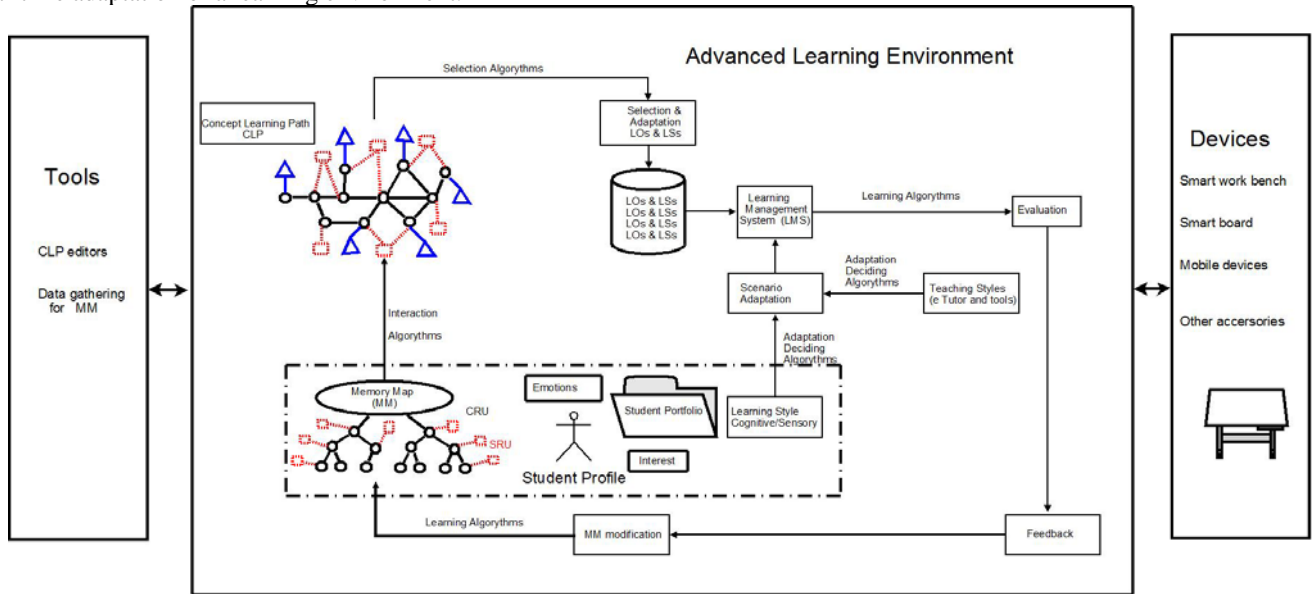 Advanced Learning Environment
Tools
CLP editors
Data gathering
for MM
Selection Algorythms
Concept Learning Path
CLP
Selection &
Adaptation
LOs & LSs
LOs & LSs
LOs & LSs
LOs & LSs
LOs & LSs
Learning
Management
System (LMS)
Learning Algorythms
Evaluation
Adaptation
Deciding
Algorythms
Scenario
Adaptation
Teaching Styles
(e Tutor and tools)
Interaction
Algorythms
Adaptation
Deciding
Algorythms
Memory Map
(MM)
CRU
SRU
Emotions
Student Portfolio
Learning Style
Cognitive/Sensory
Interest
Student Profile
Learning Algorythms
MM modification
Feedback
Devices
Smart work bench
Smart board
Mobile devices
Other accersories